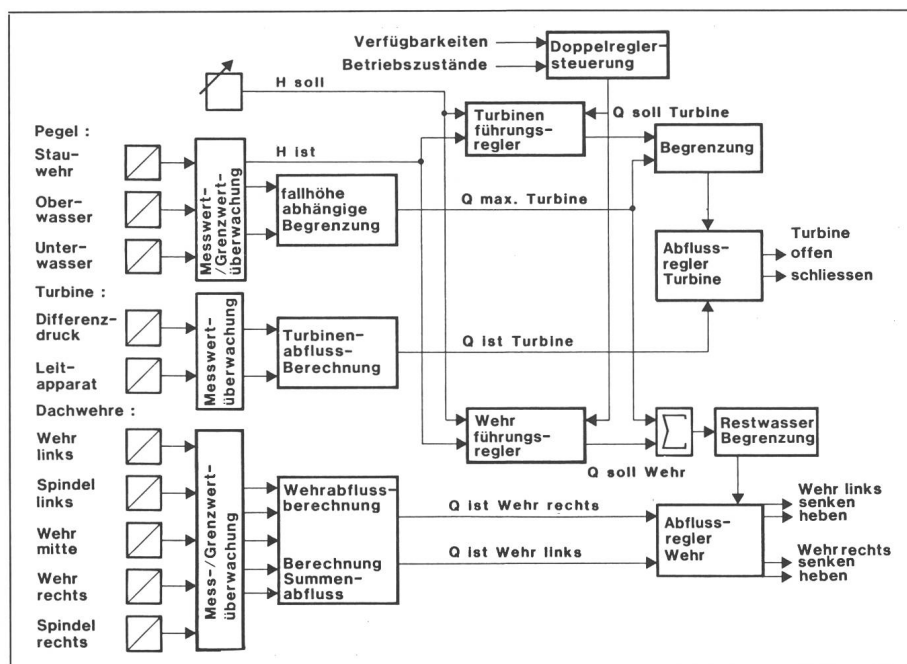 Verfügbarkeiten
Betriebszustände
Doppelregler-
steuerung
H soll
Q soll Turbine
Pegel :
Stau-
wehr
Ober-
wasser
Unter-
wasser
Messwert-
/Grenzwert-
überwachung
H ist
fallhöhe
abhängige
Begrenzung
Turbinen
führungs-
regler
Begrenzung
Q max. Turbine
Abfluss-
regler
Turbine
Turbine
offen
schliessen
Turbine :
Differenz-
druck
Leit-
apparat
Messwert-
überwachung
Turbinen-
abfluss-
Berechnung
Q ist Turbine
Dachwehre :
Wehr
links
Spindel
links
Wehr
mitte
Wehr
rechts
Spindel
rechts
Mess-/Grenzwert-
überwachung
Wehrabfluss-
berechnung
Berechnung
Summen-
abfluss
Wehr
führungs-
regler
Σ
Restwasser
Begrenzung
Q soll Wehr
Q ist Wehr rechts
Q ist Wehr links
Abfluss-
regler
Wehr
Wehr links
senken
heben
Wehr rechts
senken
heben